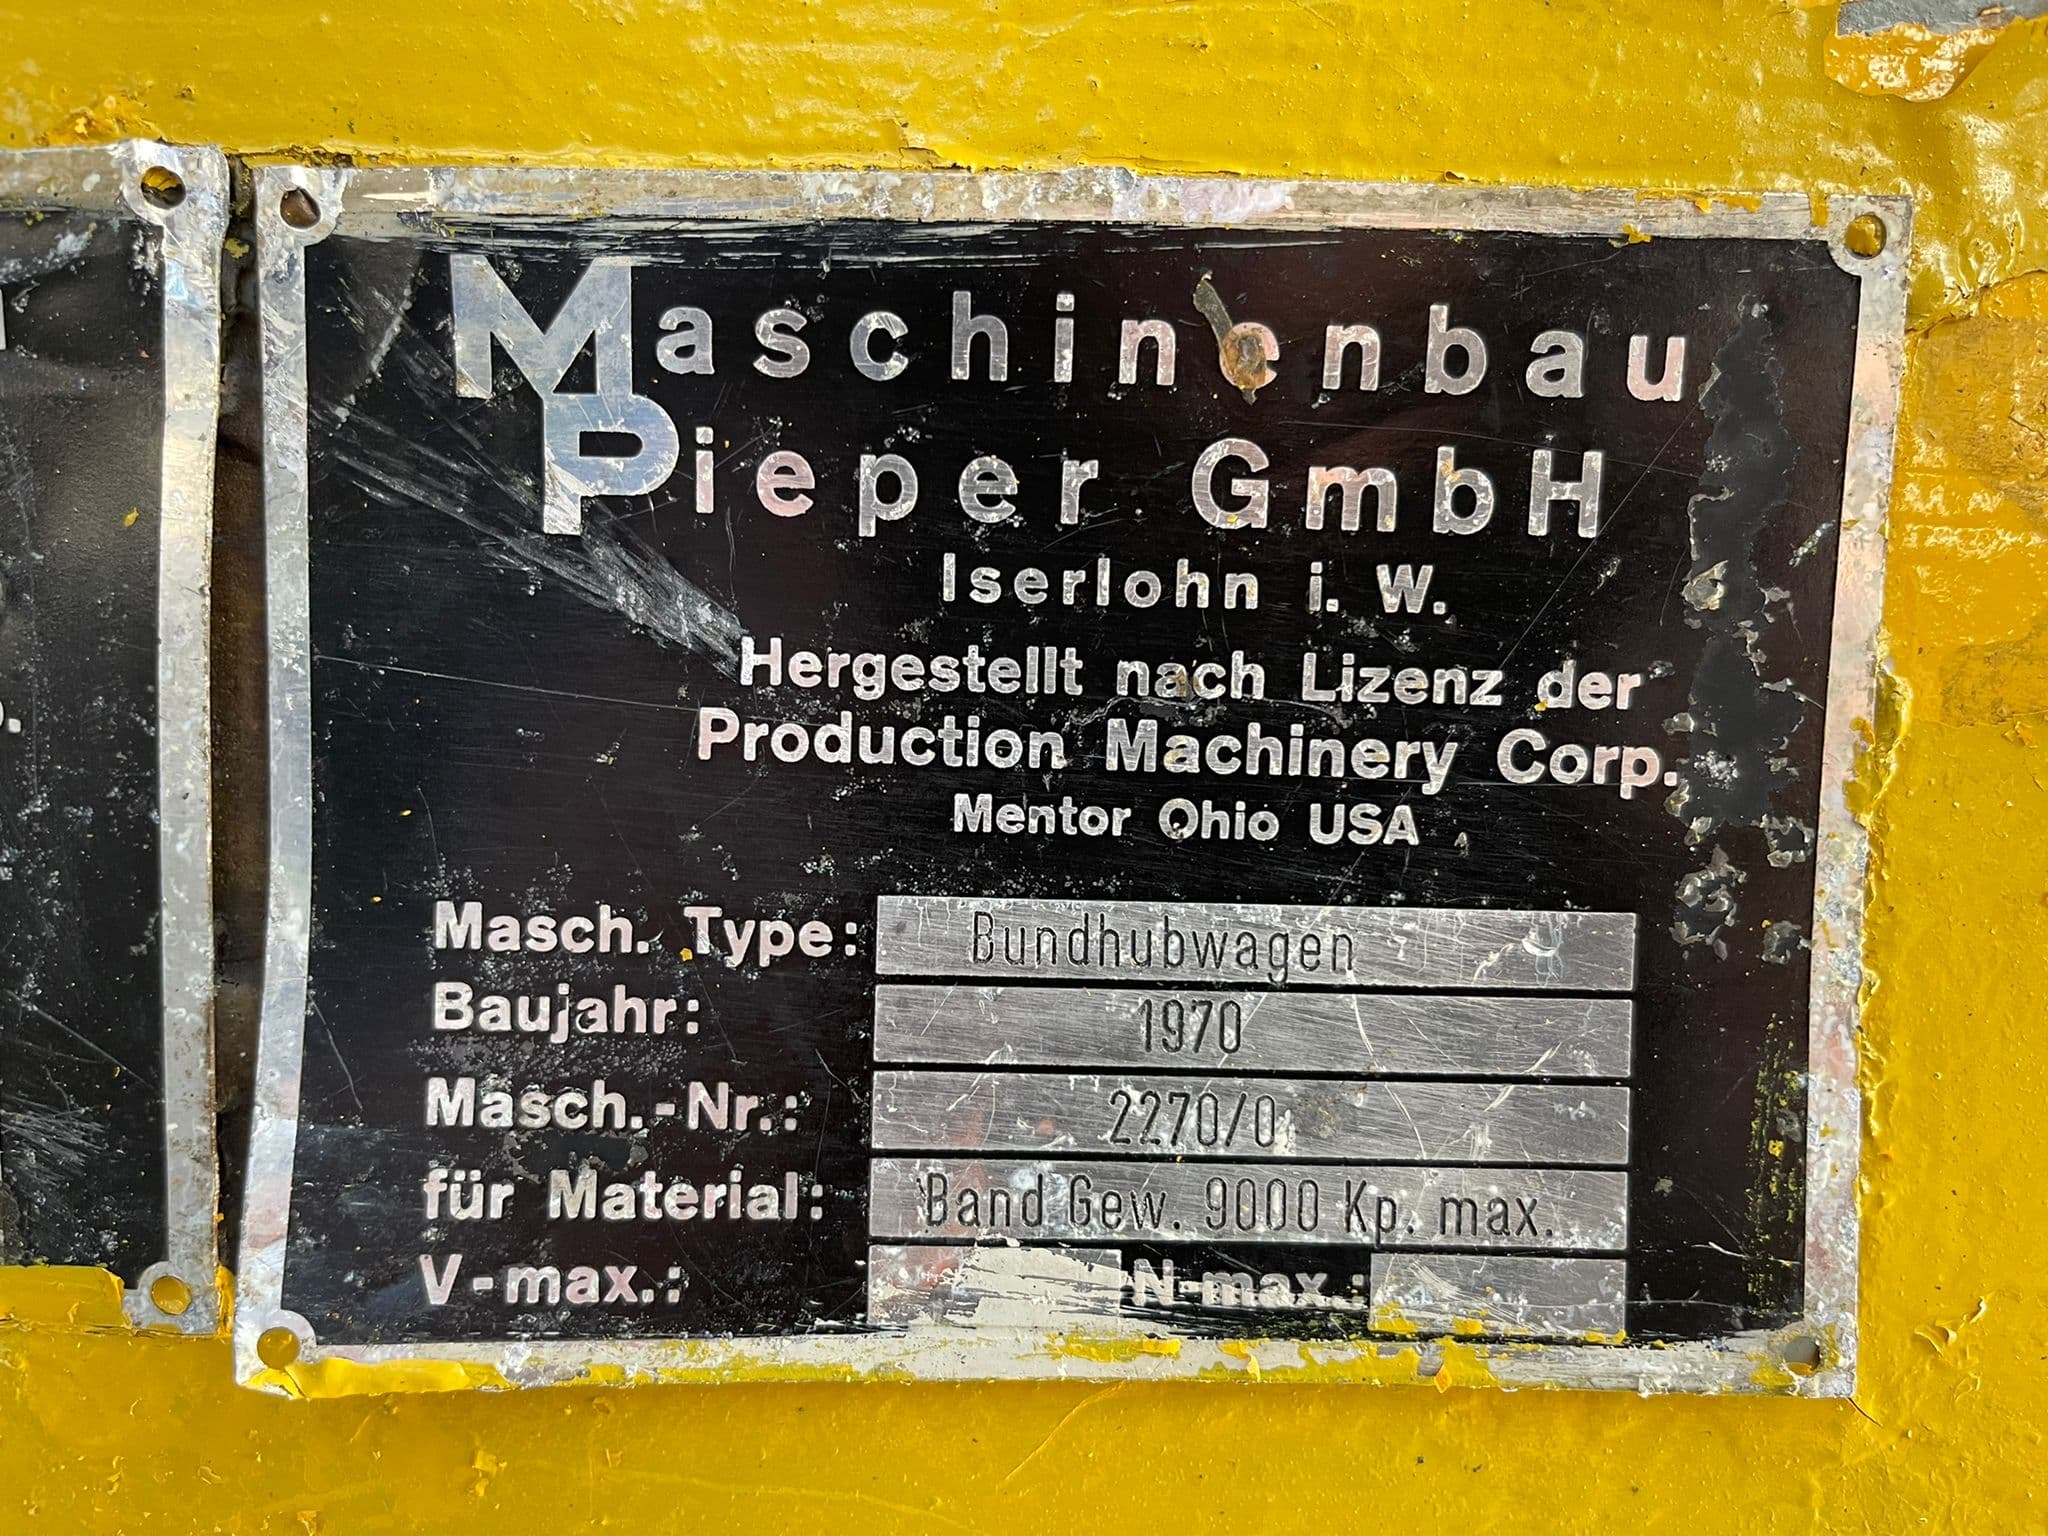 Maschinenbau
Pieper GmbH
Iserlohn i. W.
Hergestellt nach Lizenz der
Production Machinery Corp.
Mentor Ohio USA
Masch. Type: Bundhubwagen
Baujahr: 1970
Masch.-Nr.: 2270/0
für Material: Band Gew. 9000 Kp. max.
V-max.: N-max.: